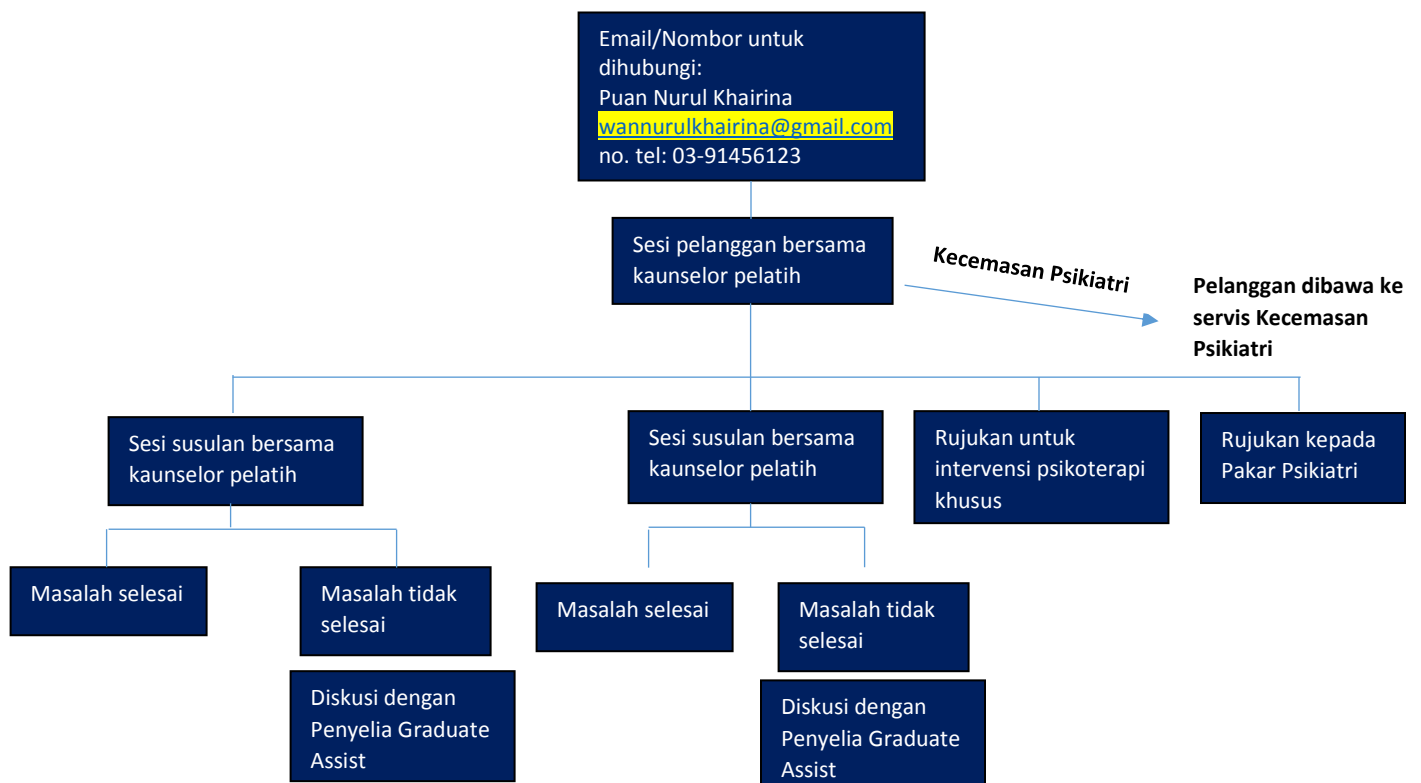 Email/Nombor untuk
dihubungi:
Puan Nurul Khairina
wannurulkhairina@gmail.com
no. tel: 03-91456123
Sesi pelanggan bersama
kaunselor pelatih
Kecemasan Psikiatri
Pelanggan dibawa ke
servis Kecemasan
Psikiatri
Sesi susulan bersama
kaunselor pelatih
Sesi susulan bersama
kaunselor pelatih
Rujukan untuk
intervensi psikoterapi
khusus
Rujukan kepada
Pakar Psikiatri
Masalah selesai
Masalah tidak
selesai
Masalah selesai
Masalah tidak
selesai
Diskusi dengan
Penyelia Graduate
Assist
Diskusi dengan
Penyelia Graduate
Assist